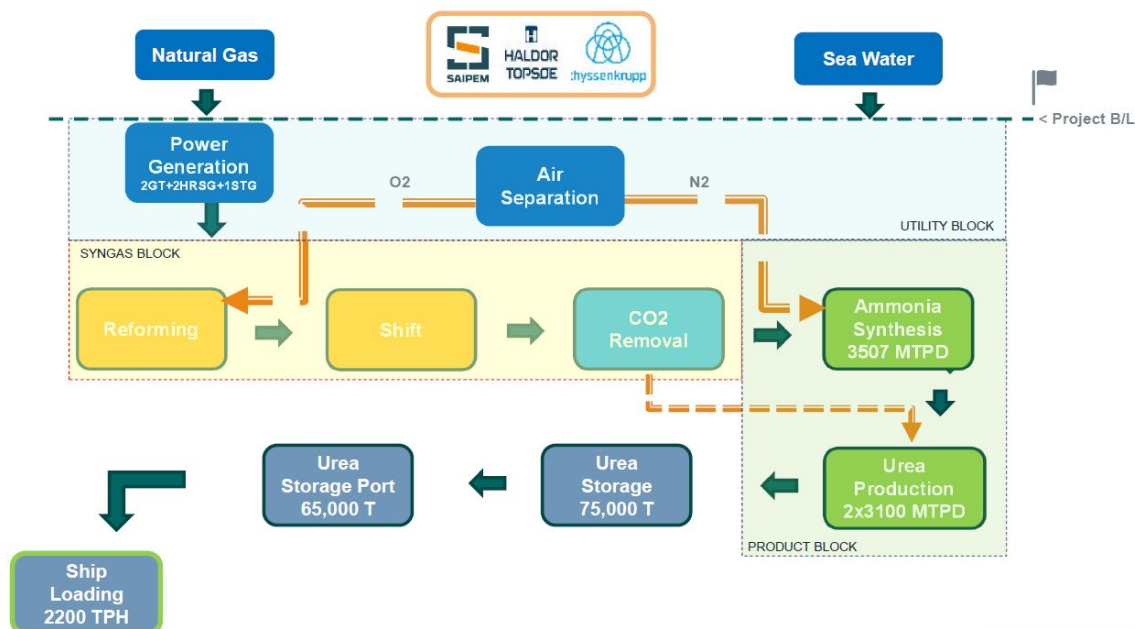 Natural Gas
SAIPEM
HALDOR
TOPSOE
thyssenkrupp
Sea Water
< Project B/L
Power
Generation
2GT+2HRSG+1STG
O2
Air
Separation
N2
UTILITY BLOCK
SYNGAS BLOCK
Reforming
Shift
CO2
Removal
Ammonia
Synthesis
3507 MTPD
Urea
Storage Port
65,000 T
Urea
Storage
75,000 T
Urea
Production
2x3100 MTPD
PRODUCT BLOCK
Ship
Loading
2200 TPH